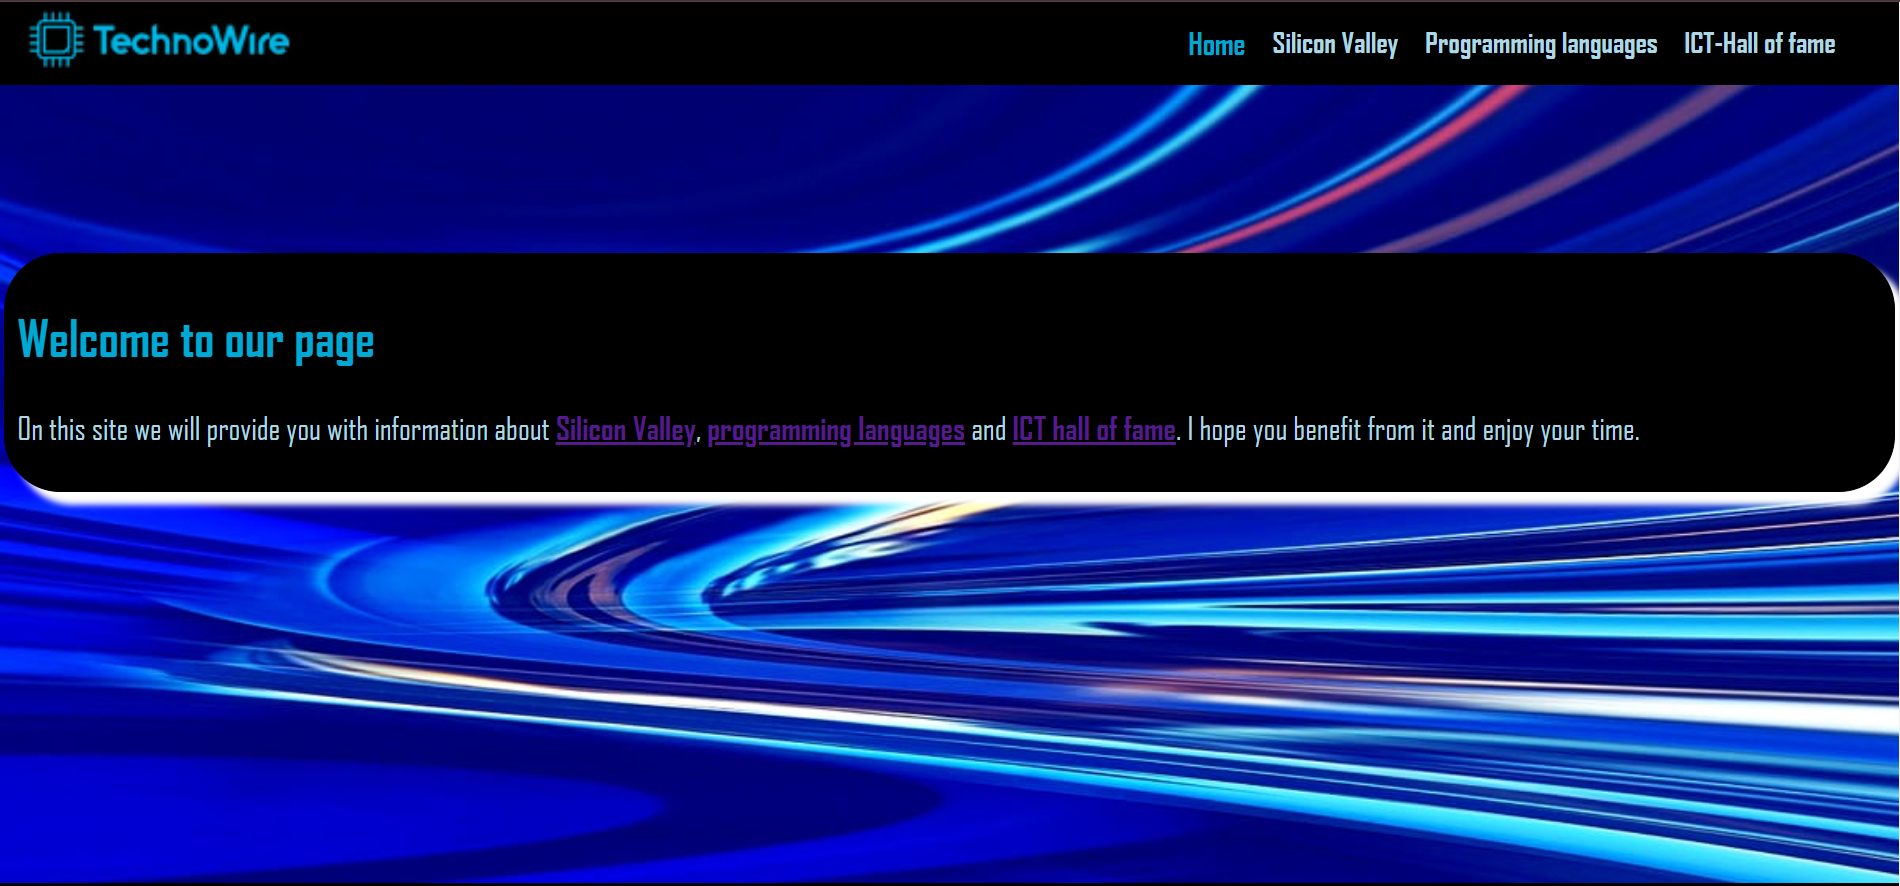 TechnoWire
Home Silicon Valley Programming languages ICT-Hall of fame
Welcome to our page
On this site we will provide you with information about Silicon Valley, programming languages and ICT hall of fame. I hope you benefit from it and enjoy your time.